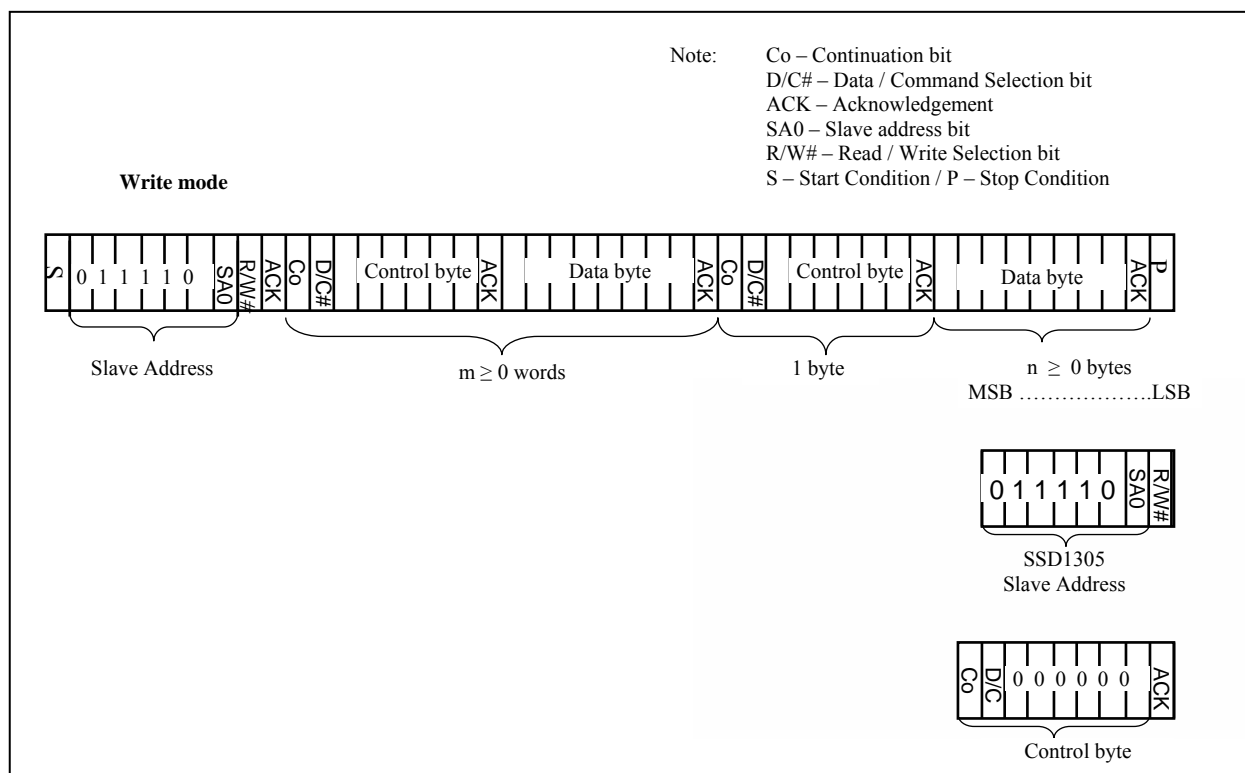 Note: Co – Continuation bit
D/C# – Data / Command Selection bit
ACK – Acknowledgement
SA0 – Slave address bit
R/W# – Read / Write Selection bit
S – Start Condition / P – Stop Condition
Write mode
S 0 1 1 1 1 0 SA0 R/W# ACK Co D/C# Control byte ACK Data byte ACK Co D/C# Control byte ACK Data byte ACK P
Slave Address
m ≥ 0 words
1 byte
n ≥ 0 bytes
MSB ……………….LSB
0 1 1 1 1 0 SA0 R/W#
SSD1305
Slave Address
Co D/C 0 0 0 0 0 0 ACK
Control byte